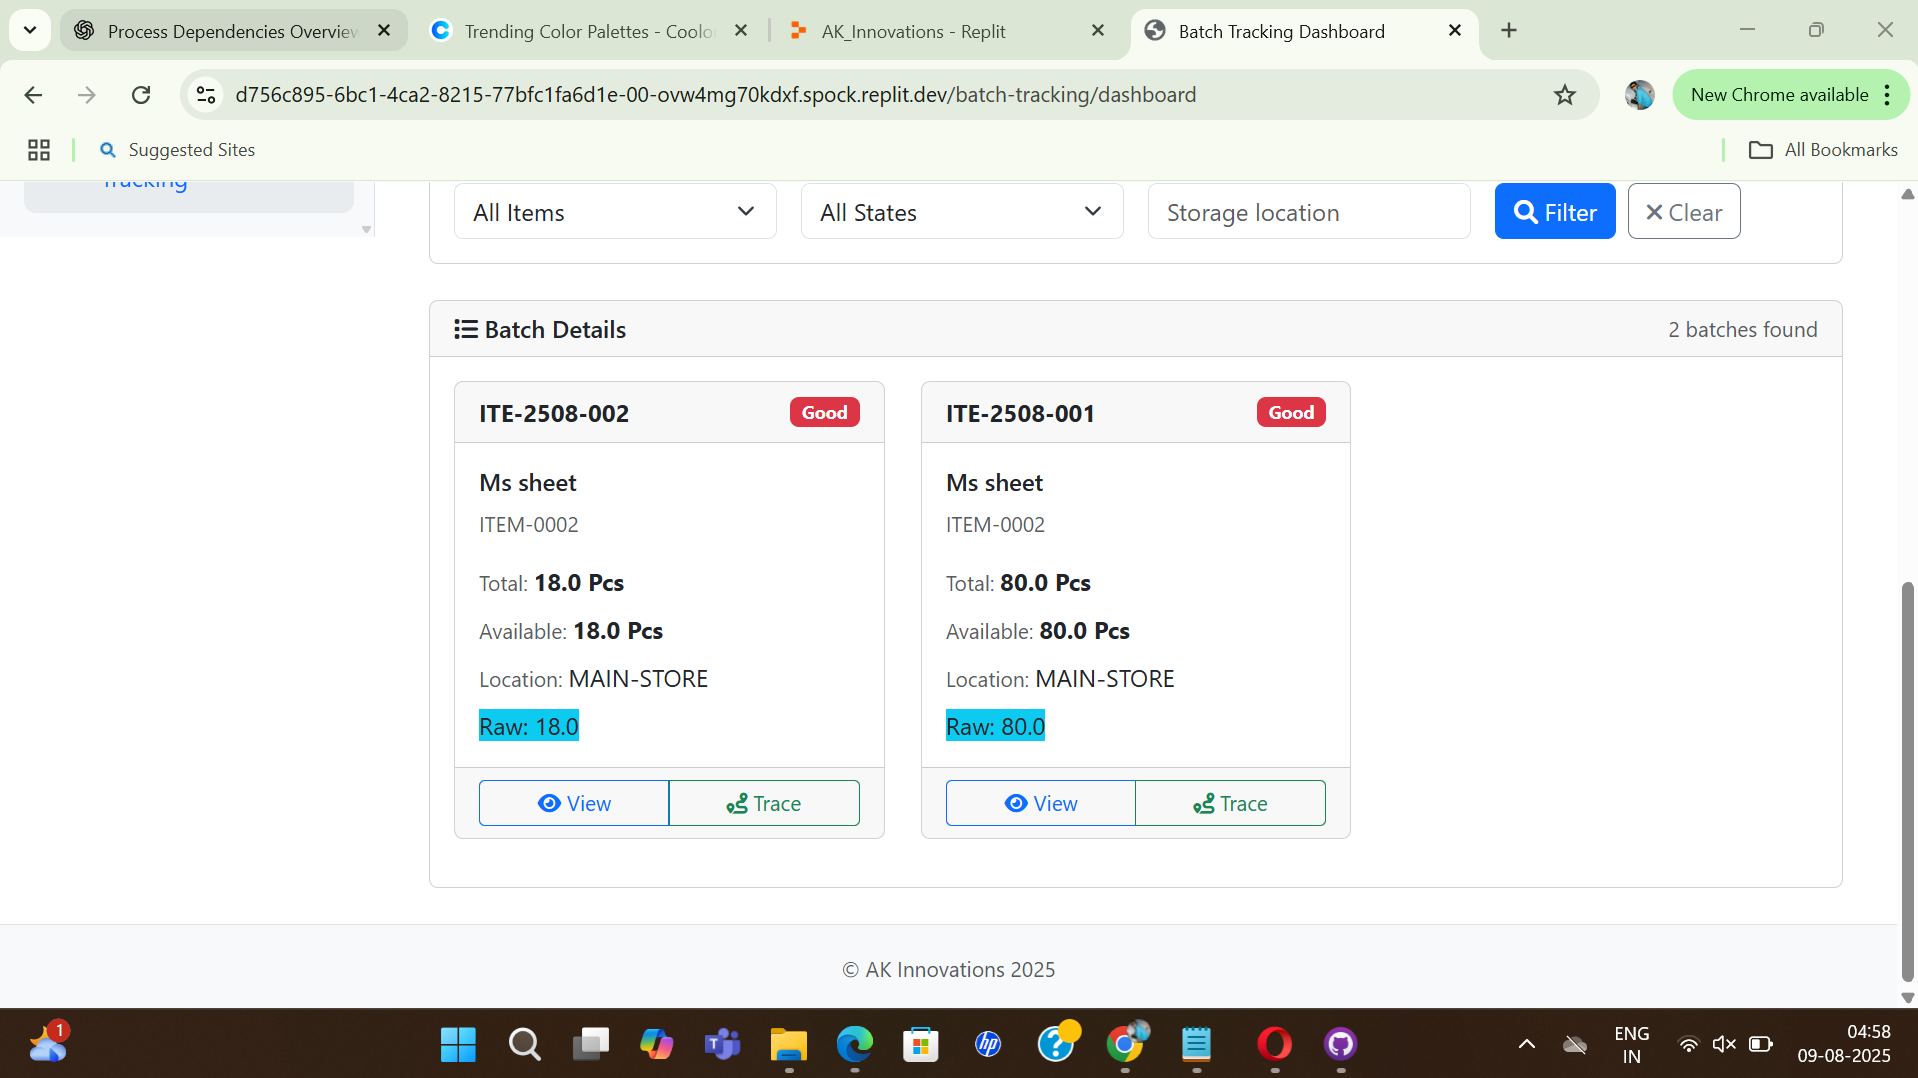 Process Dependencies Overview
Trending Color Palettes - Coolo
AK_Innovations - Replit
Batch Tracking Dashboard
d756c895-6bc1-4ca2-8215-77bfc1fa6d1e-00-ovw4mg70kdxf.spock.replit.dev/batch-tracking/dashboard
New Chrome available
Suggested Sites
All Bookmarks
Tracking
All Items
All States
Storage location
Filter
Clear
Batch Details
2 batches found
ITE-2508-002
Good
Ms sheet
ITEM-0002
Total: 18.0 Pcs
Available: 18.0 Pcs
Location: MAIN-STORE
Raw: 18.0
View
Trace
ITE-2508-001
Good
Ms sheet
ITEM-0002
Total: 80.0 Pcs
Available: 80.0 Pcs
Location: MAIN-STORE
Raw: 80.0
View
Trace
© AK Innovations 2025
1
hp
ENG
IN
04:58
09-08-2025